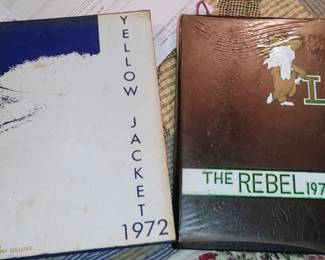 YELLOW JACKET
1972
L
THE REBEL 197